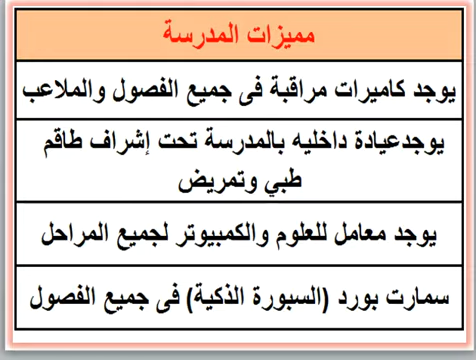 مميزات المدرسة
يوجد كاميرات مراقبة فى جميع الفصول والملاعب
يوجدعيادة داخليه بالمدرسة تحت إشراف طاقم
طبي وتمريض
يوجد معامل للعلوم والكمبيوتر لجميع المراحل
سمارت بورد (السبورة الذكية) فى جميع الفصول